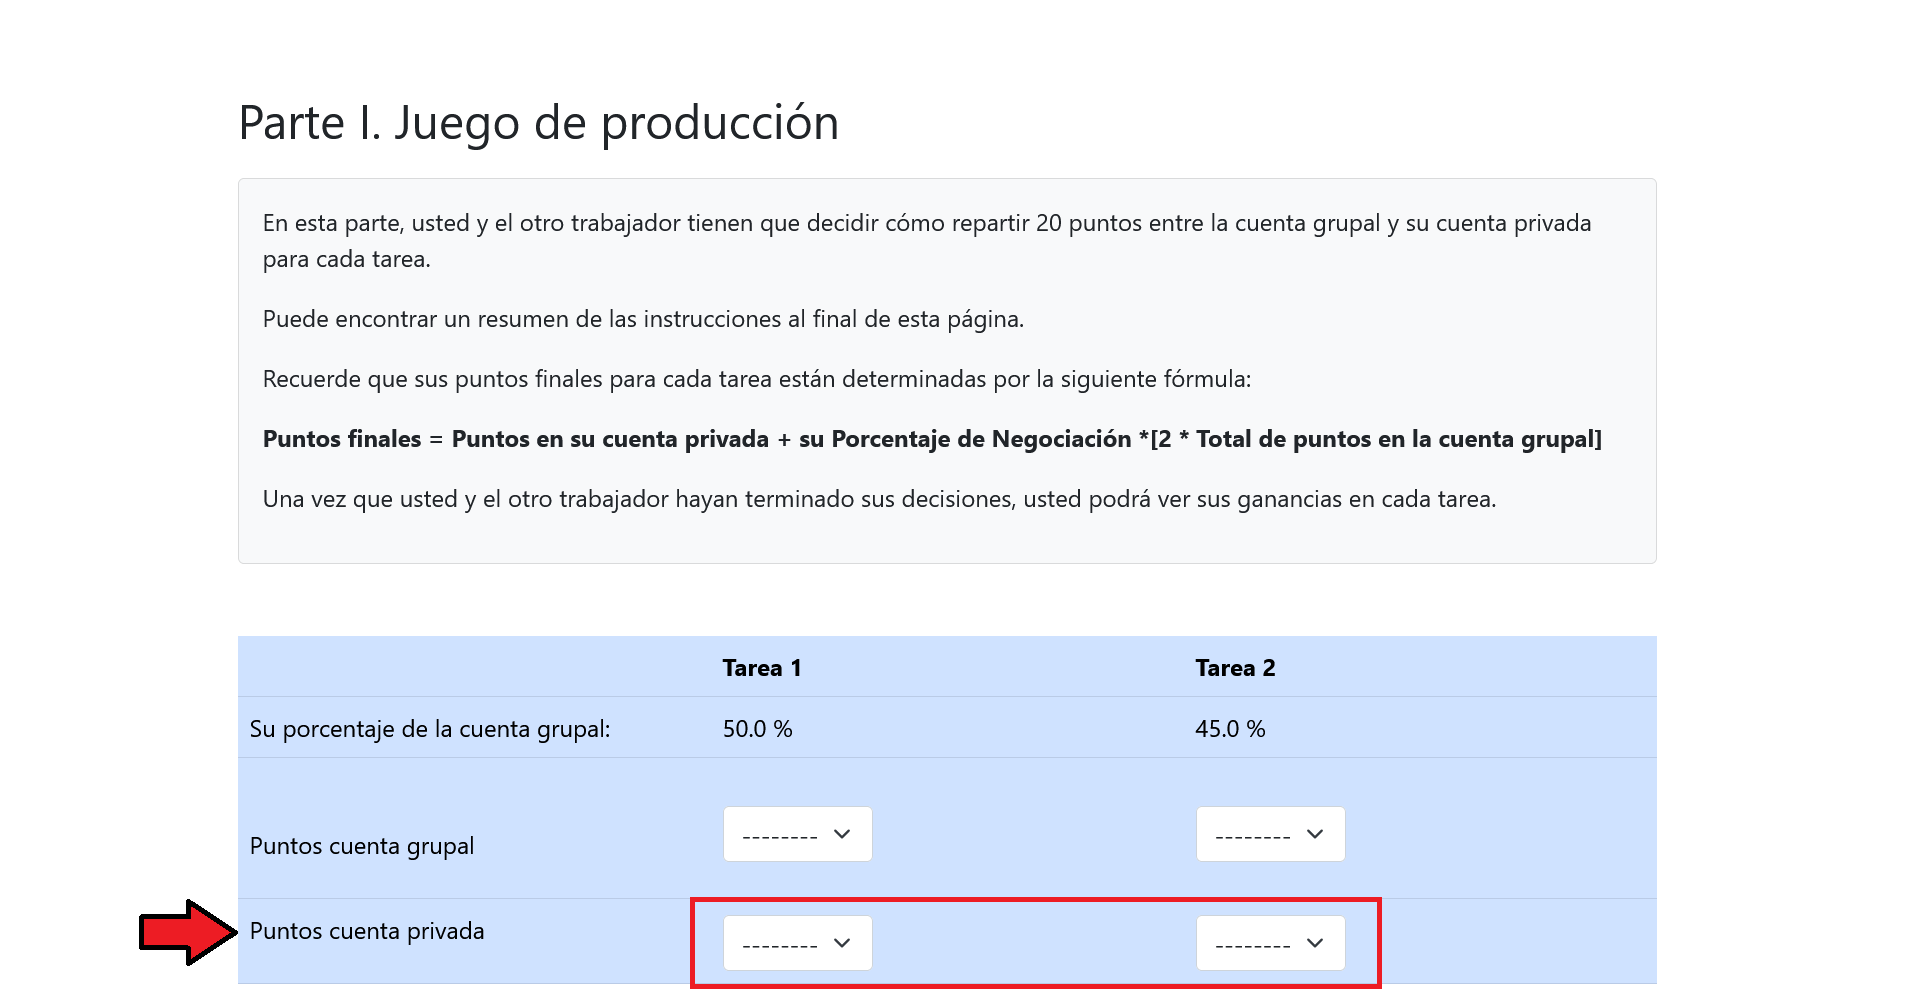 Parte I. Juego de producción
En esta parte, usted y el otro trabajador tienen que decidir cómo repartir 20 puntos entre la cuenta grupal y su cuenta privada
para cada tarea.
Puede encontrar un resumen de las instrucciones al final de esta página.
Recuerde que sus puntos finales para cada tarea están determinadas por la siguiente fórmula:
Puntos finales = Puntos en su cuenta privada + su Porcentaje de Negociación *[2 * Total de puntos en la cuenta grupal]
Una vez que usted y el otro trabajador hayan terminado sus decisiones, usted podrá ver sus ganancias en cada tarea.
Tarea 1 Tarea 2
Su porcentaje de la cuenta grupal: 50.0 % 45.0 %
Puntos cuenta grupal -------- --------
Puntos cuenta privada -------- --------